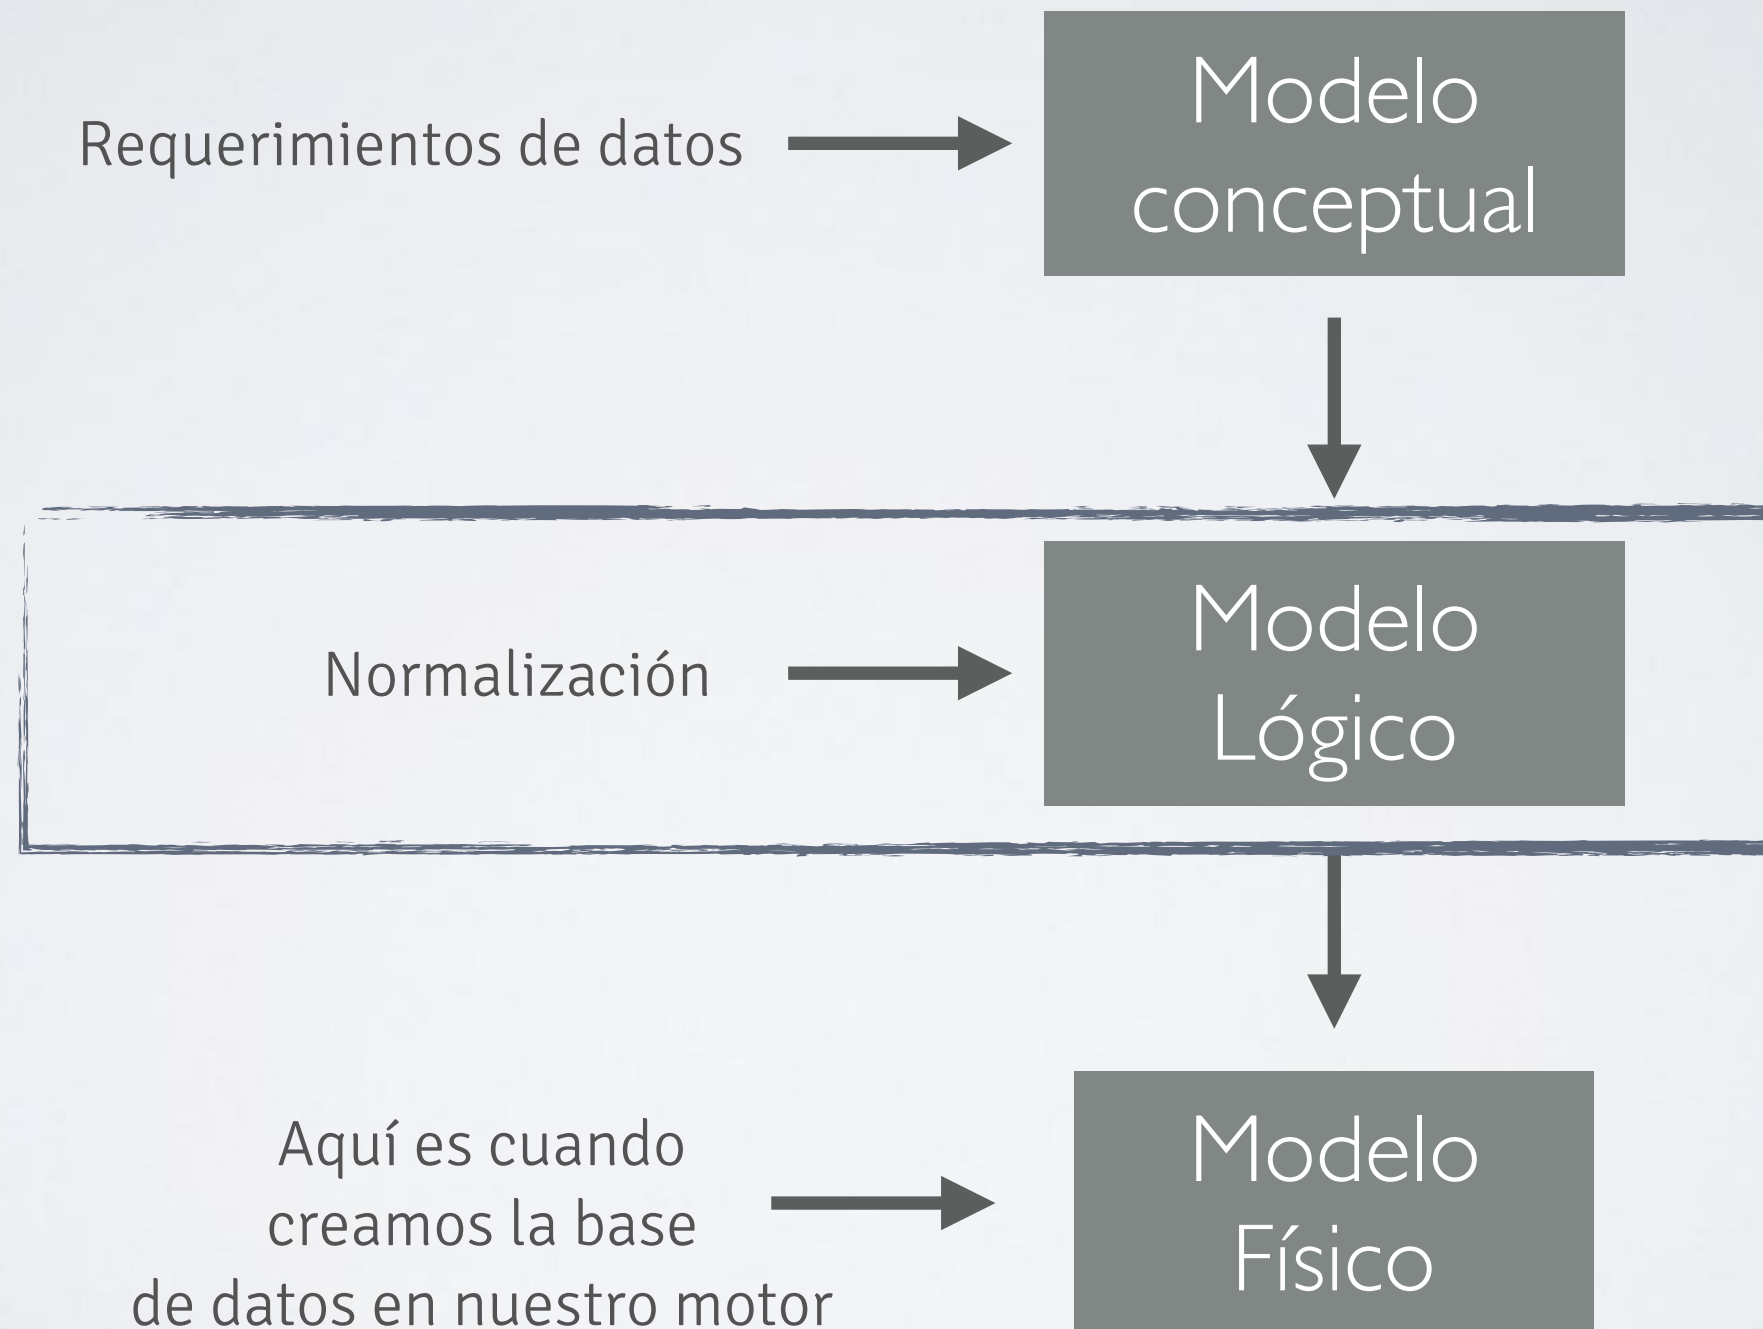 Requerimientos de datos
Modelo
conceptual
Normalización
Modelo
Lógico
Aquí es cuando
creamos la base
de datos en nuestro motor
Modelo
Físico